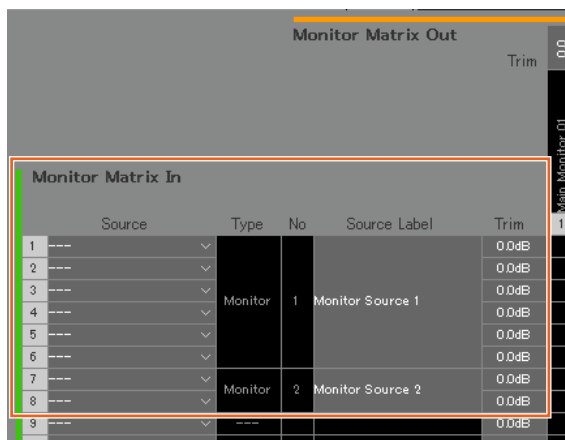 Monitor Matrix Out
Trim
0.0
Main Monitor 01
1
Monitor Matrix In
Source Type No Source Label Trim
1 --- 0.0dB
2 --- 0.0dB
3 --- 0.0dB
Monitor 1 Monitor Source 1
4 --- 0.0dB
5 --- 0.0dB
6 --- 0.0dB
7 --- 0.0dB
Monitor 2 Monitor Source 2
8 --- 0.0dB
9 --- --- 0.0dB